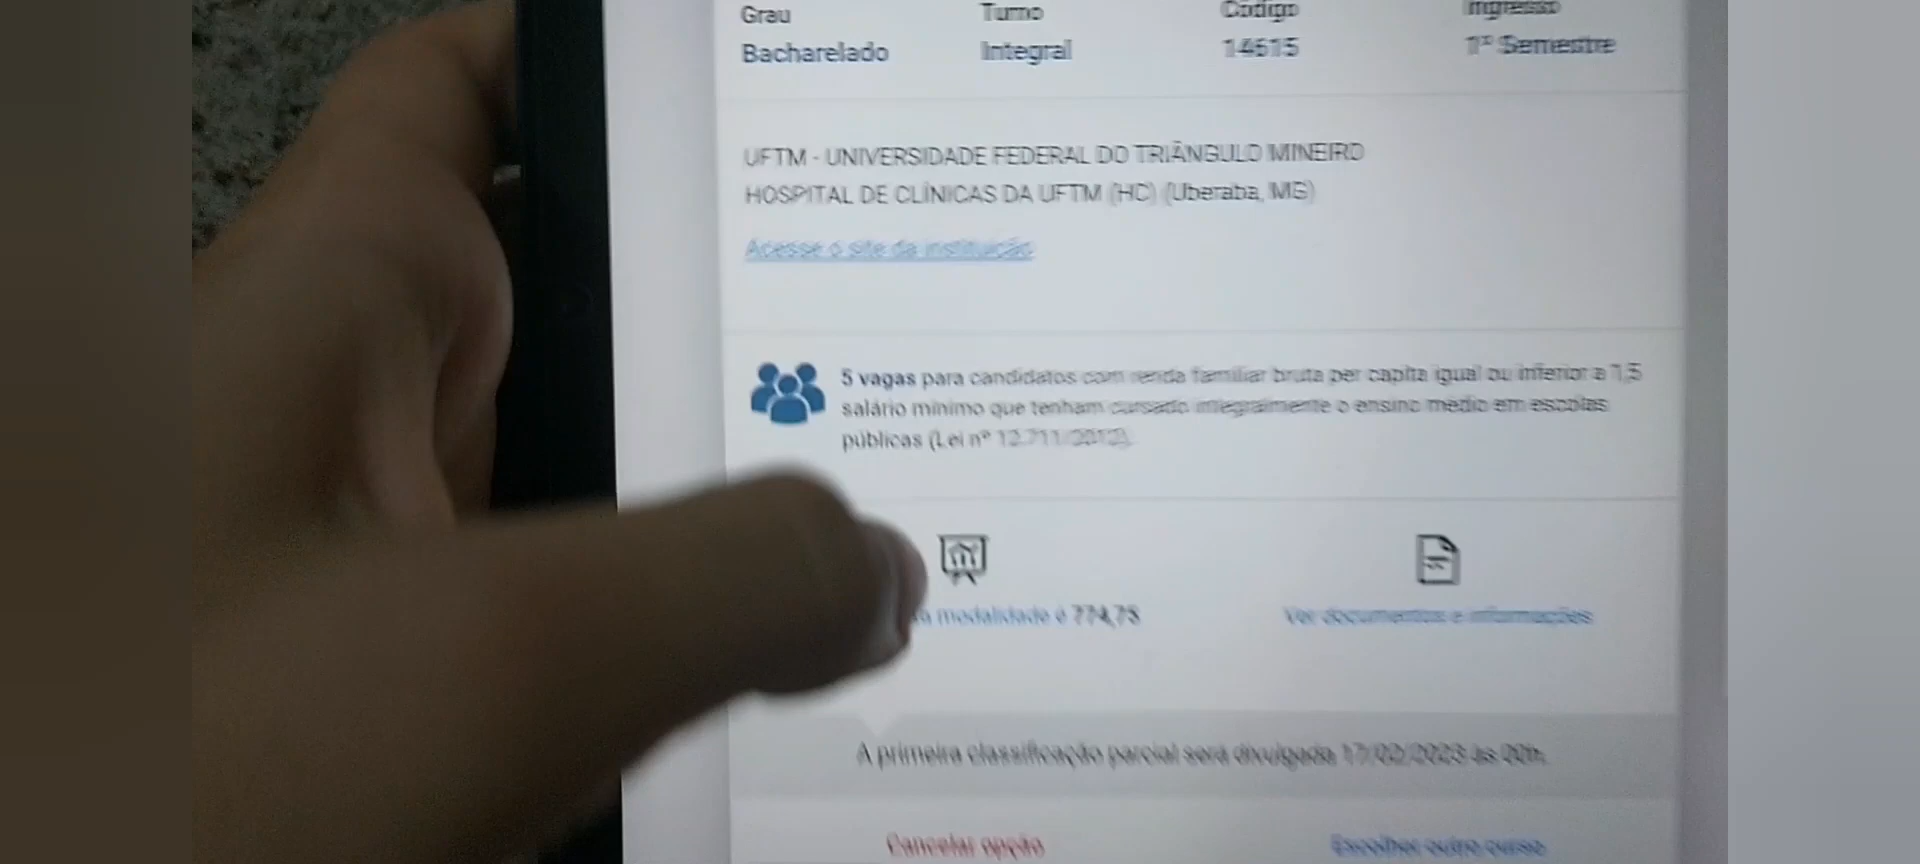 Grau Turno Código Ingresso
Bacharelado Integral 14615 1º Semestre
UFTM - UNIVERSIDADE FEDERAL DO TRIÂNGULO MINEIRO
HOSPITAL DE CLÍNICAS DA UFTM (HC) (Uberaba, MG)
Acesse o site da instituição
5 vagas para candidatos com renda familiar bruta per capita igual ou inferior a 1,5
salário mínimo que tenham cursado integralmente o ensino médio em escolas
públicas (Lei nº 12.711/2012).
modalidade é 774,75
Ver documentos e informações
A primeira classificação parcial será divulgada 17/02/2023 às 00h.
Cancelar opção
Escolher outro curso